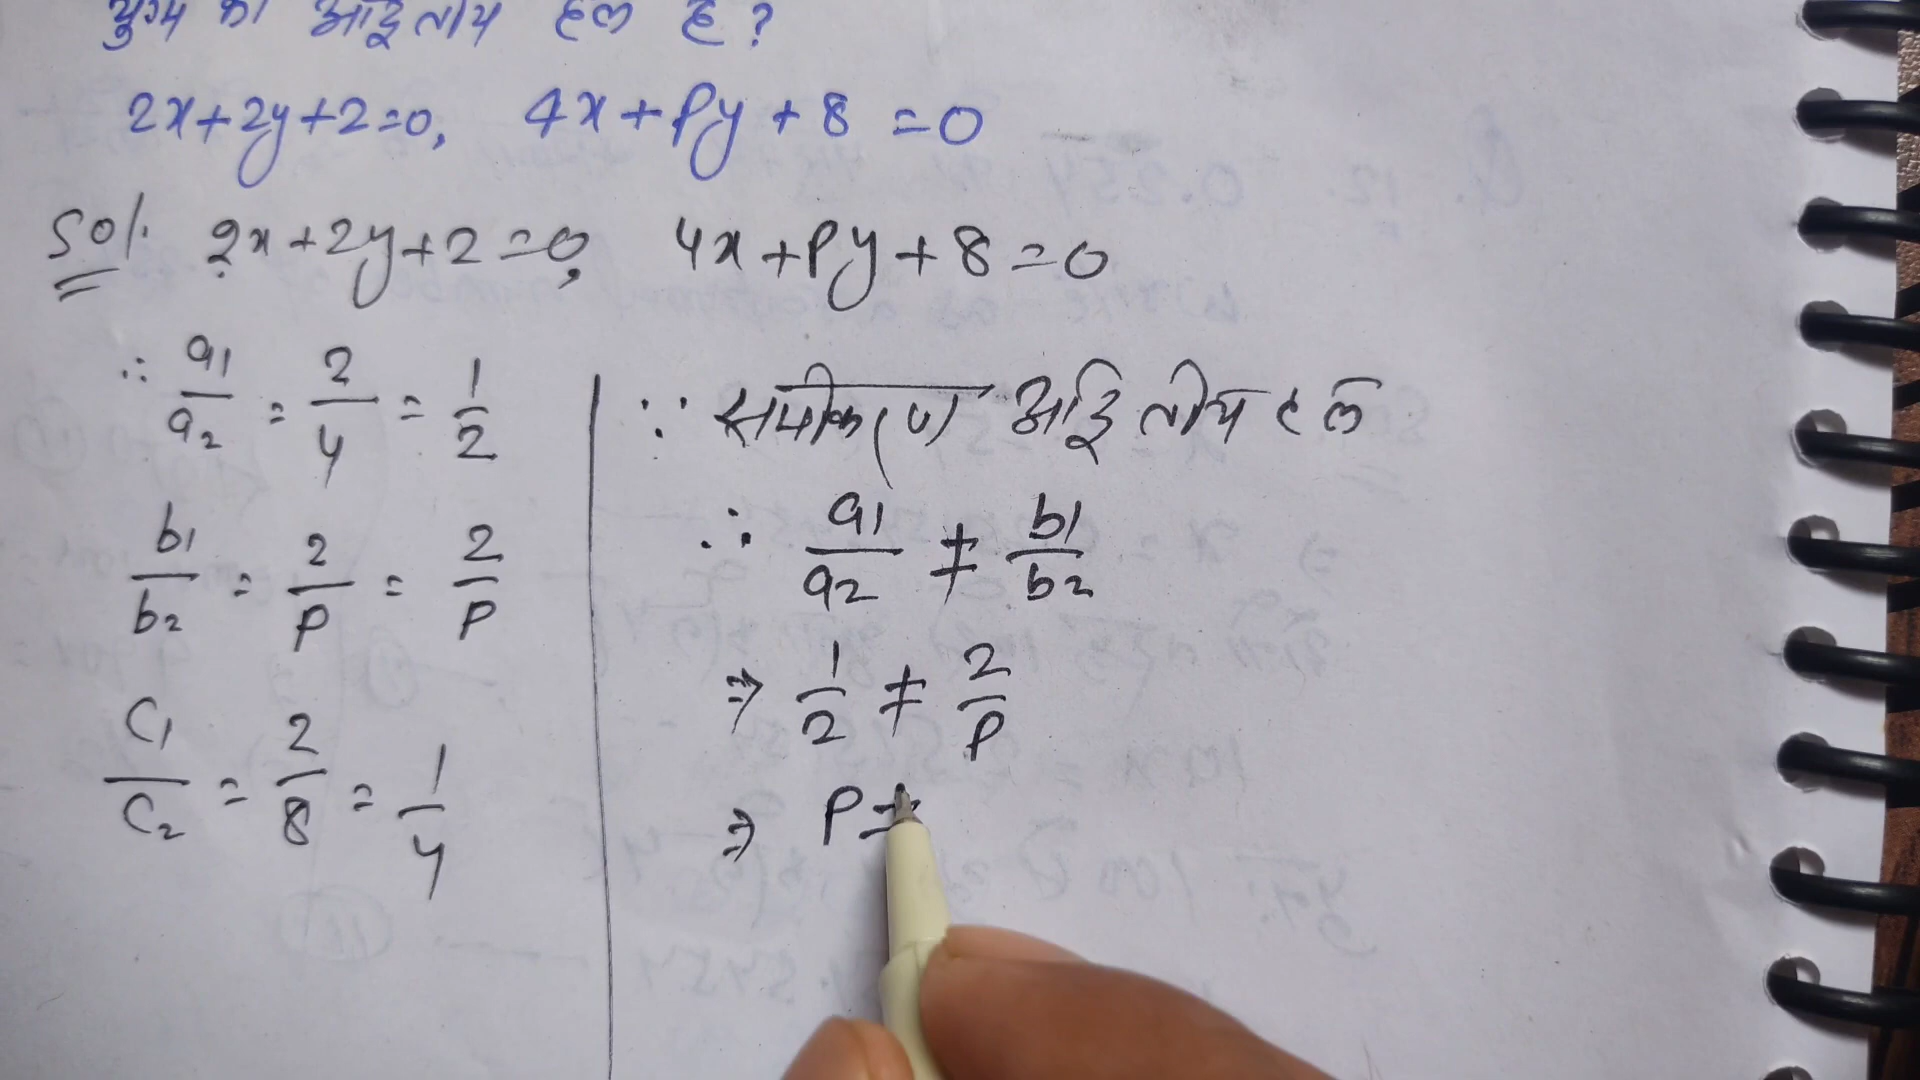 युग्म का अद्वितीय हल है ?
2x+2y+2=0, 4x+Py+8=0
Sol. 2x+2y+2=0, 4x+Py+8=0
∴ a1/a2 = 2/4 = 1/2
b1/b2 = 2/P = 2/P
C1/C2 = 2/8 = 1/4
∵ समीकरण अद्वितीय हल
∴ a1/a2 ≠ b1/b2
⇒ 1/2 ≠ 2/P
⇒ P ≠